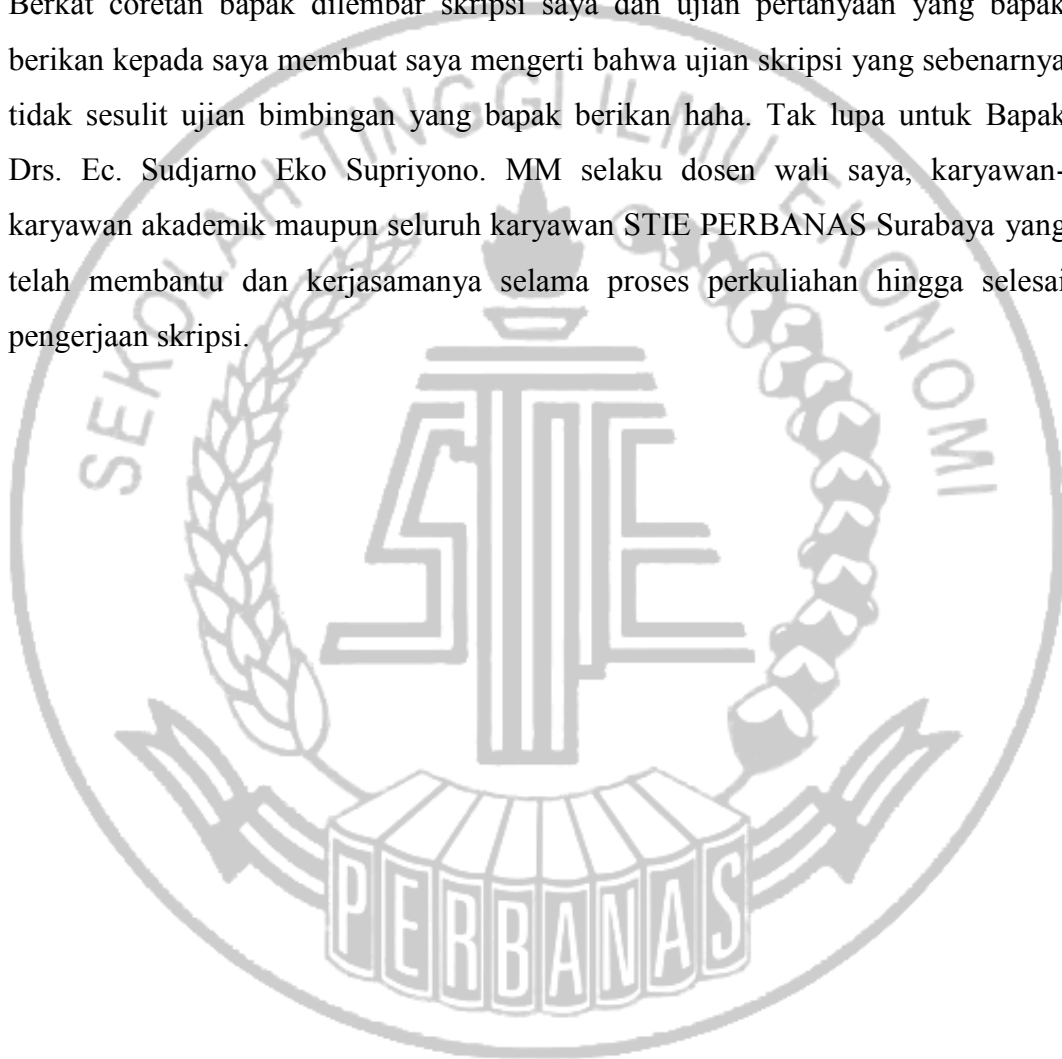 Berkat coretan bapak dilembar skripsi saya dan ujian pertanyaan yang bapak
berikan kepada saya membuat saya mengerti bahwa ujian skripsi yang sebenarnya
tidak sesulit ujian bimbingan yang bapak berikan haha. Tak lupa untuk Bapak
Drs. Ec. Sudjarno Eko Supriyono. MM selaku dosen wali saya, karyawan-
karyawan akademik maupun seluruh karyawan STIE PERBANAS Surabaya yang
telah membantu dan kerjasamanya selama proses perkuliahan hingga selesai
pengerjaan skripsi.
SEKOLAH TINGGI ILMU EKONOMI
STIE
PERBANAS